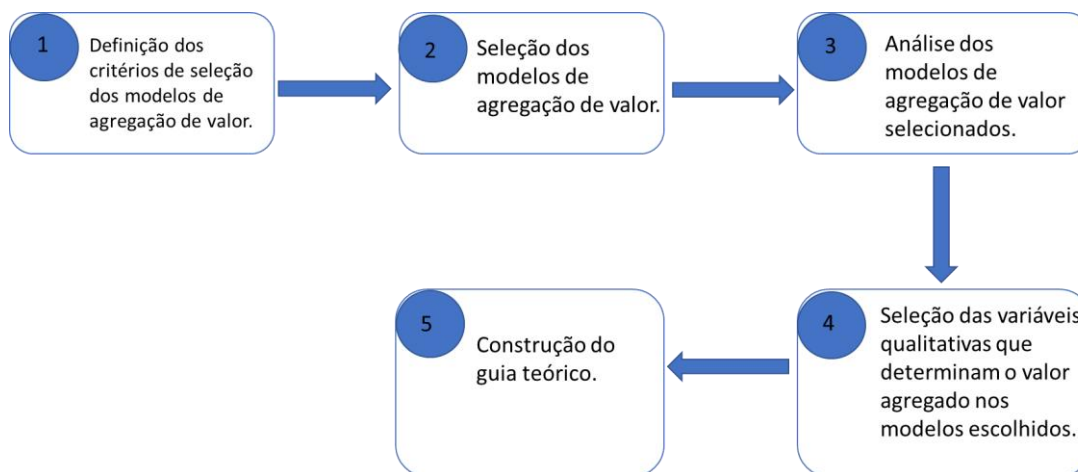 1
Definição dos
critérios de seleção
dos modelos de
agregação de valor.
2
Seleção dos
modelos de
agregação de valor.
3
Análise dos
modelos de
agregação de valor
selecionados.
4
Seleção das variáveis
qualitativas que
determinam o valor
agregado nos
modelos escolhidos.
5
Construção do
guia teórico.